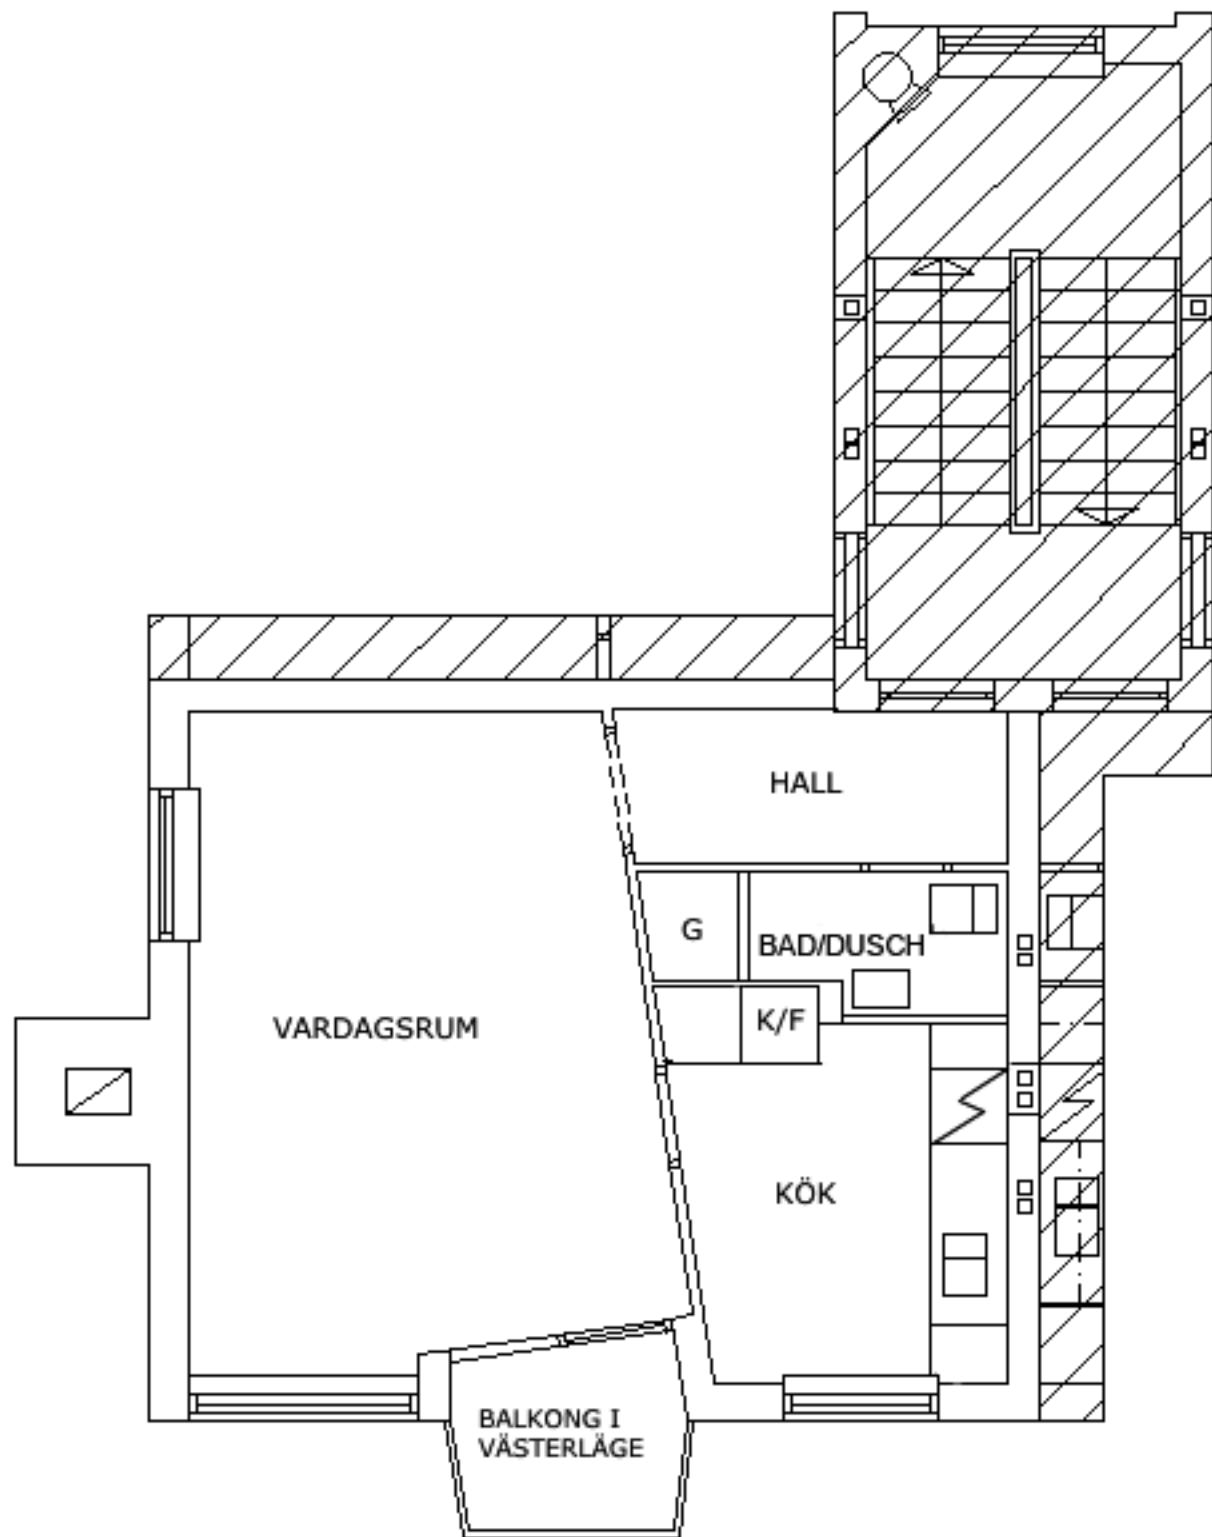 HALL
G
BAD/DUSCH
K/F
VARDAGSRUM
KÖK
BALKONG I
VÄSTERLÄGE